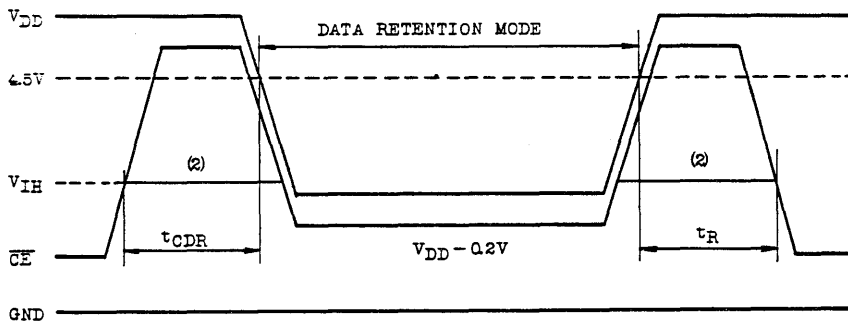 VDD
DATA RETENTION MODE
4.5V
(2)
(2)
VIH
tCDR
VDD-0.2V
tR
CE
GND